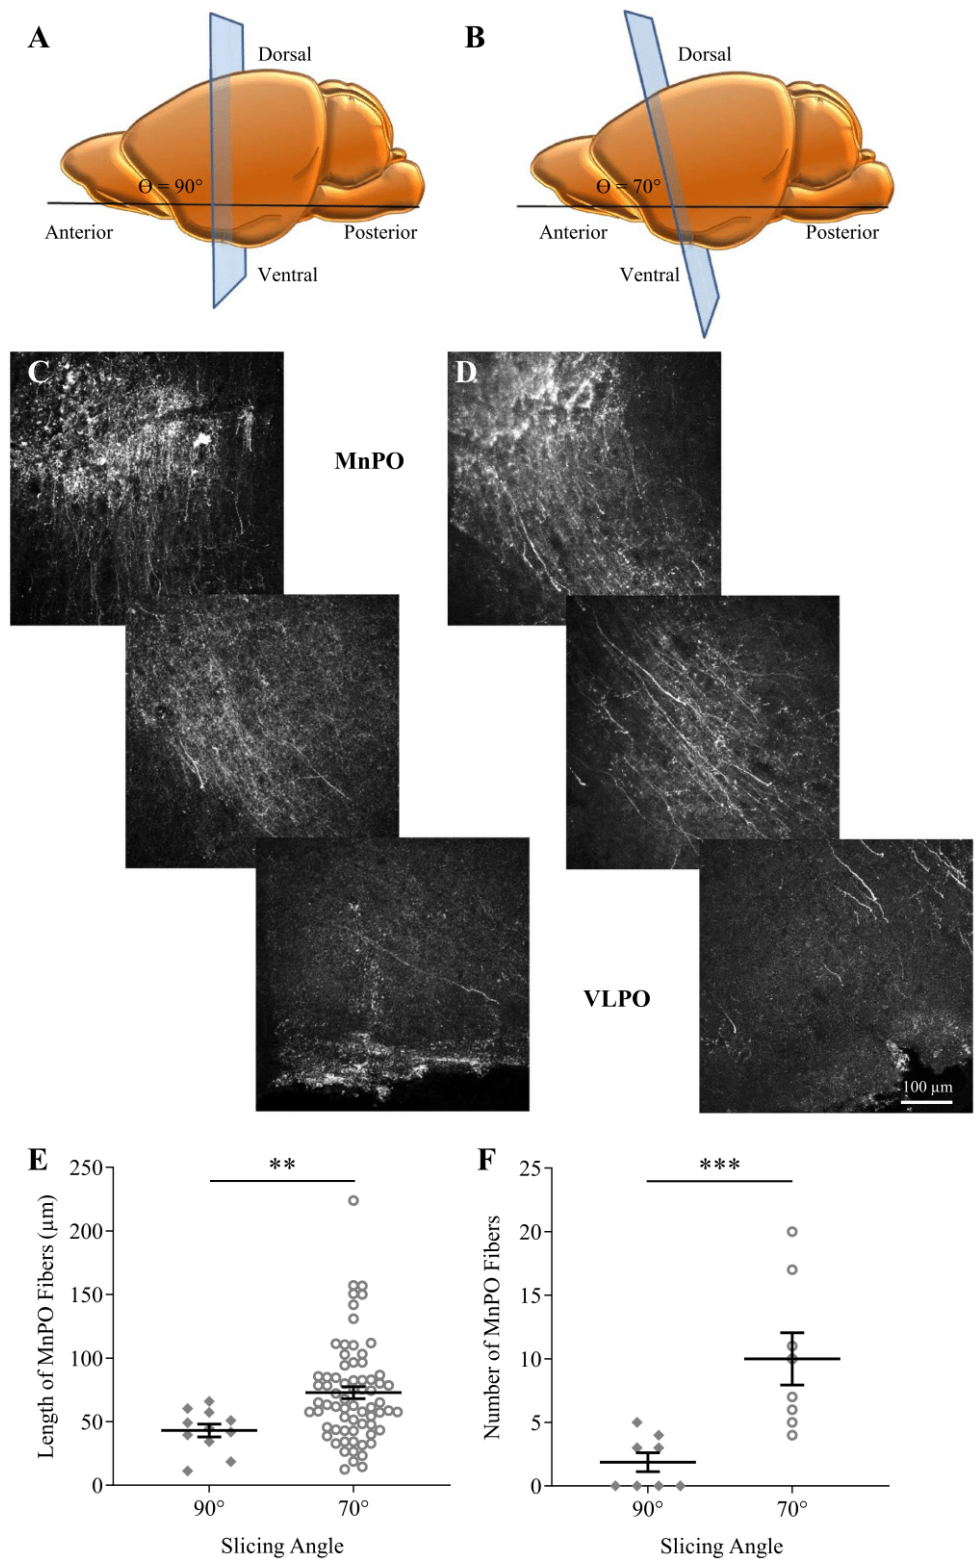 A
B
Dorsal
Dorsal
Ɵ = 90°
Ɵ = 70°
Anterior
Posterior
Anterior
Posterior
Ventral
Ventral
C
D
MnPO
VLPO
100 µm
E
F
**
***
250
200
150
100
50
0
Length of MnPO Fibers (µm)
90°
70°
Slicing Angle
25
20
15
10
5
0
Number of MnPO Fibers
90°
70°
Slicing Angle